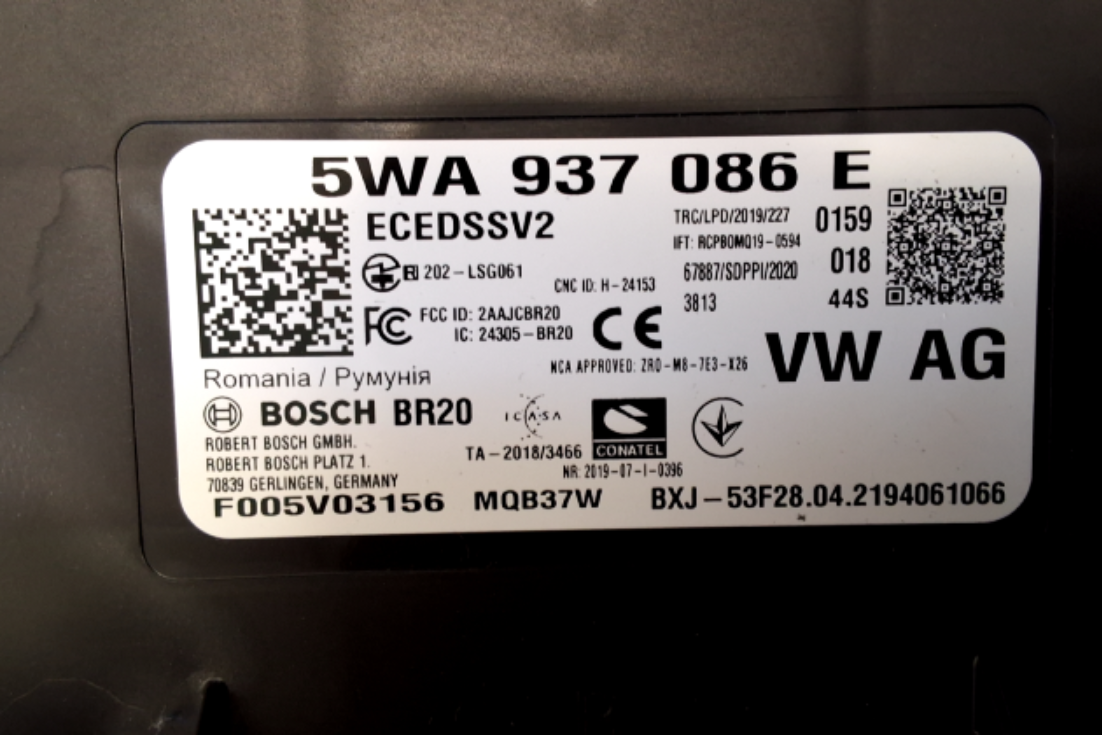 5WA 937 086 E
ECEDSSV2
TRC/LPD/2019/227
0159
IFT: RCPBOMQ19-0594
R 202-LSG061
CNC ID: H-24153
67887/SDPPI/2020
018
3813
44S
FCC ID: 2AAJCBR20
IC: 24305-BR20
CE
VW AG
NCA APPROVED: ZRO-M8-7E3-X26
Romania / Румунія
BOSCH BR20
ICASA
CONATEL
ROBERT BOSCH GMBH.
ROBERT BOSCH PLATZ 1.
70839 GERLINGEN, GERMANY
TA-2018/3466
NR: 2019-07-I-0396
F005V03156
MQB37W
BXJ-53F28.04.2194061066